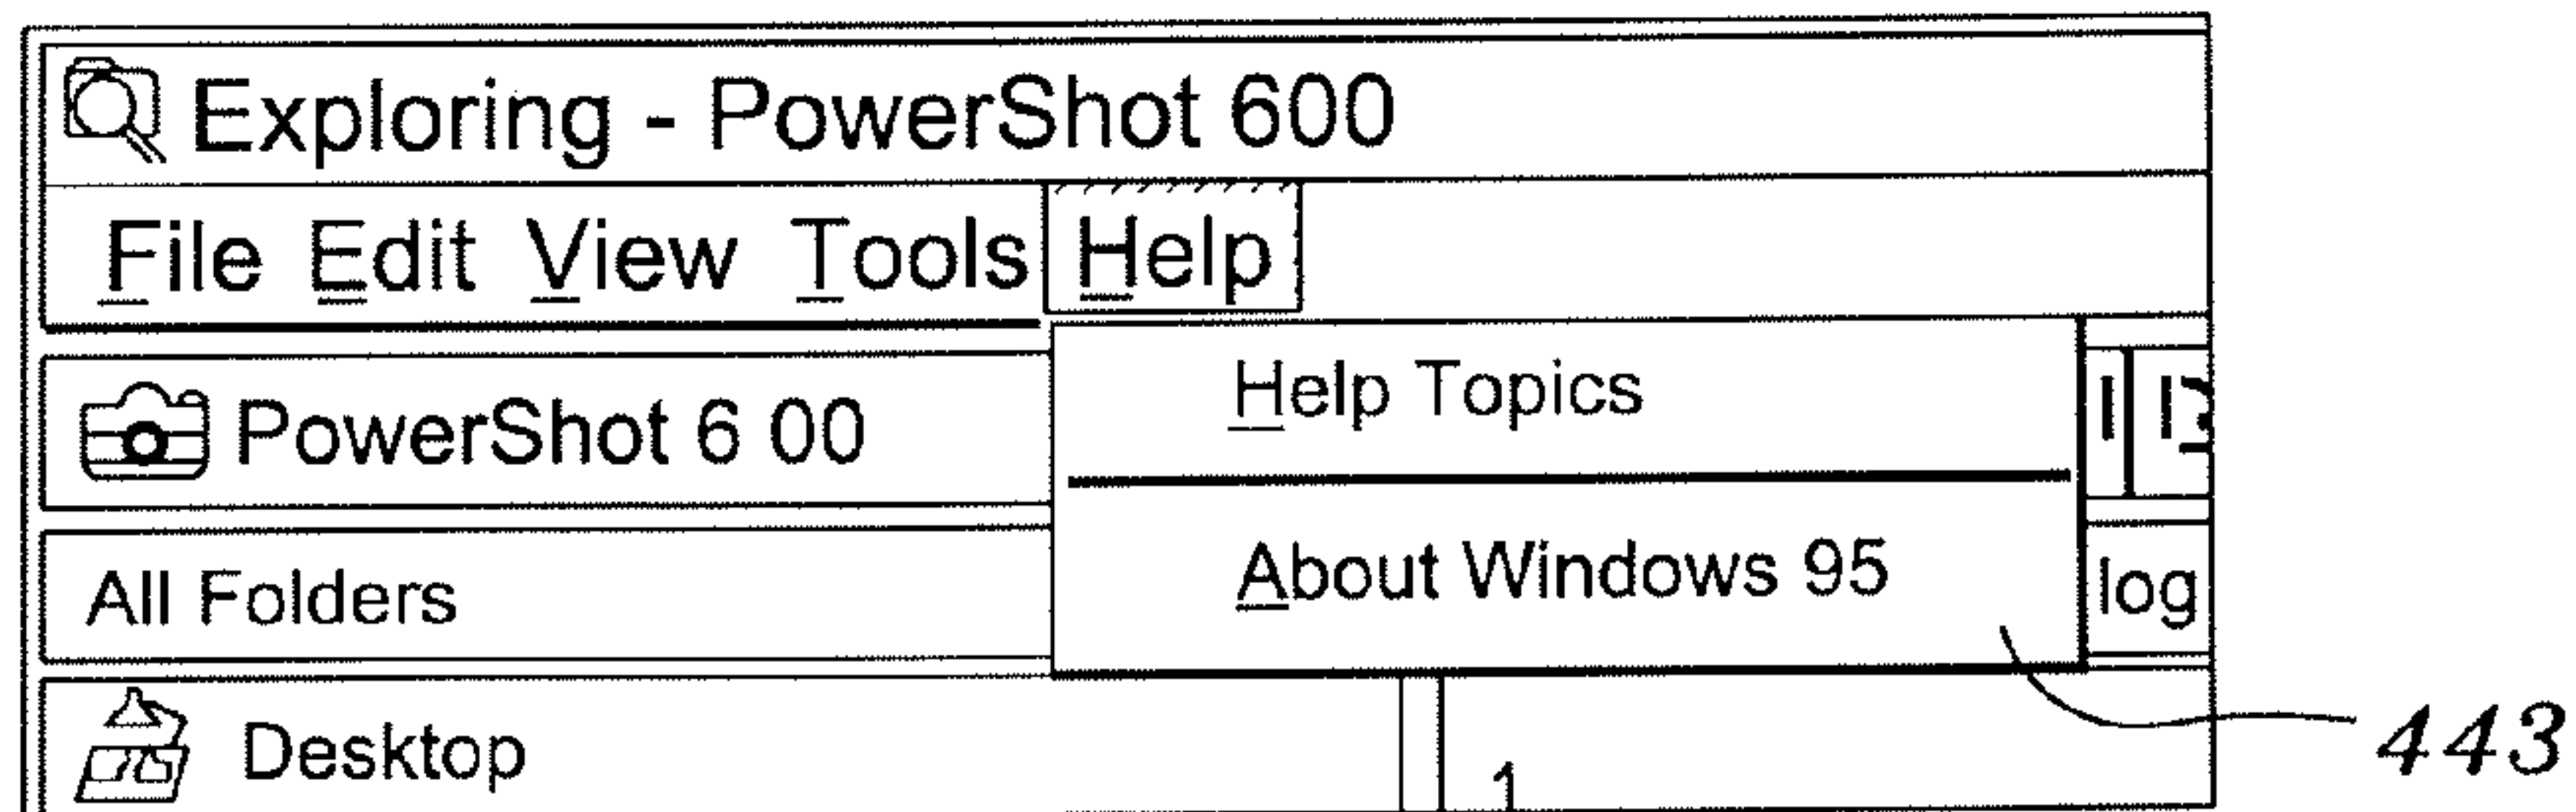 Exploring - PowerShot 600
File Edit View Tools Help
PowerShot 6 00
Help Topics
All Folders
About Windows 95
log
Desktop
1
443